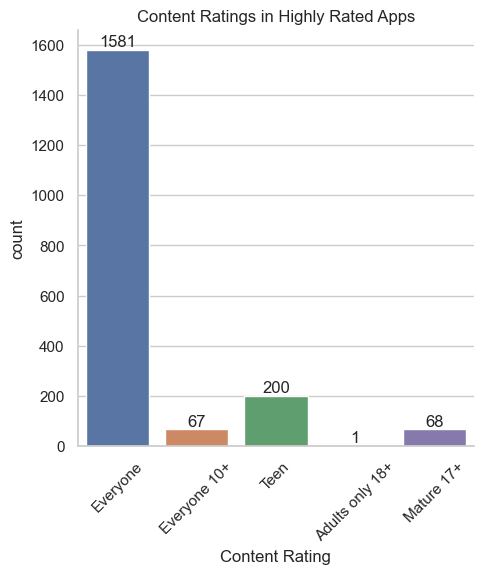 Content Ratings in Highly Rated Apps
count
1600
1400
1200
1000
800
600
400
200
0
1581
67
200
1
68
Everyone
Everyone 10+
Teen
Adults only 18+
Mature 17+
Content Rating